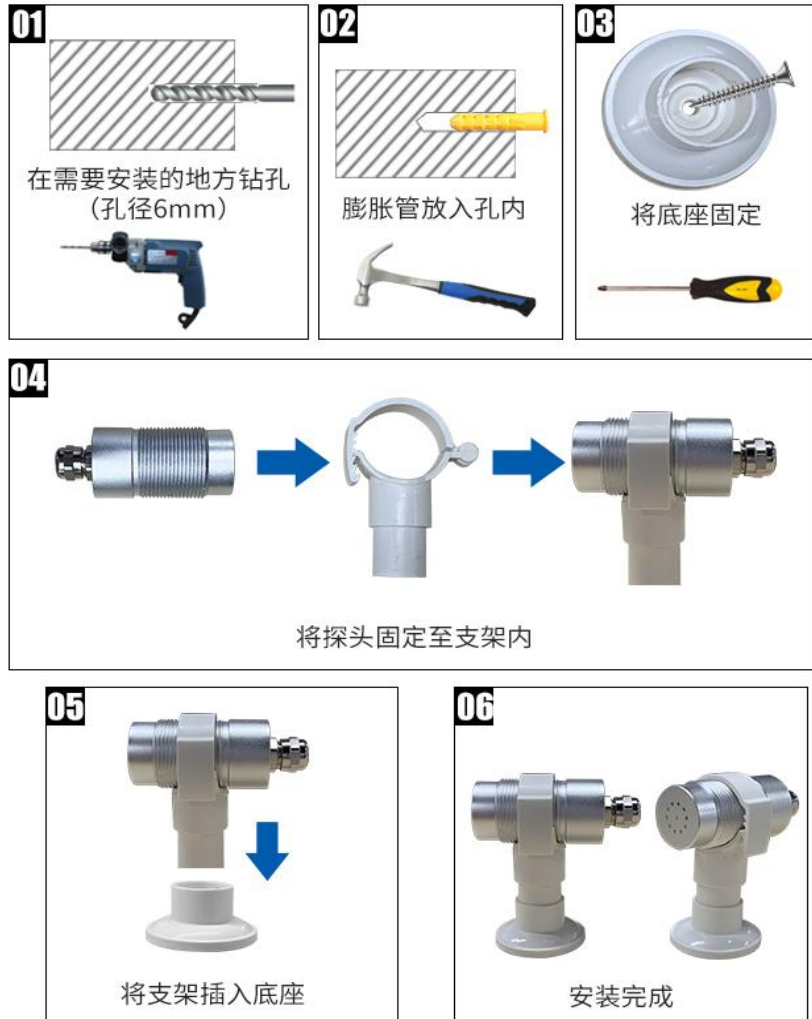 01
在需要安装的地方钻孔
（孔径6mm）
02
膨胀管放入孔内
03
将底座固定
04
将探头固定至支架内
05
将支架插入底座
06
安装完成